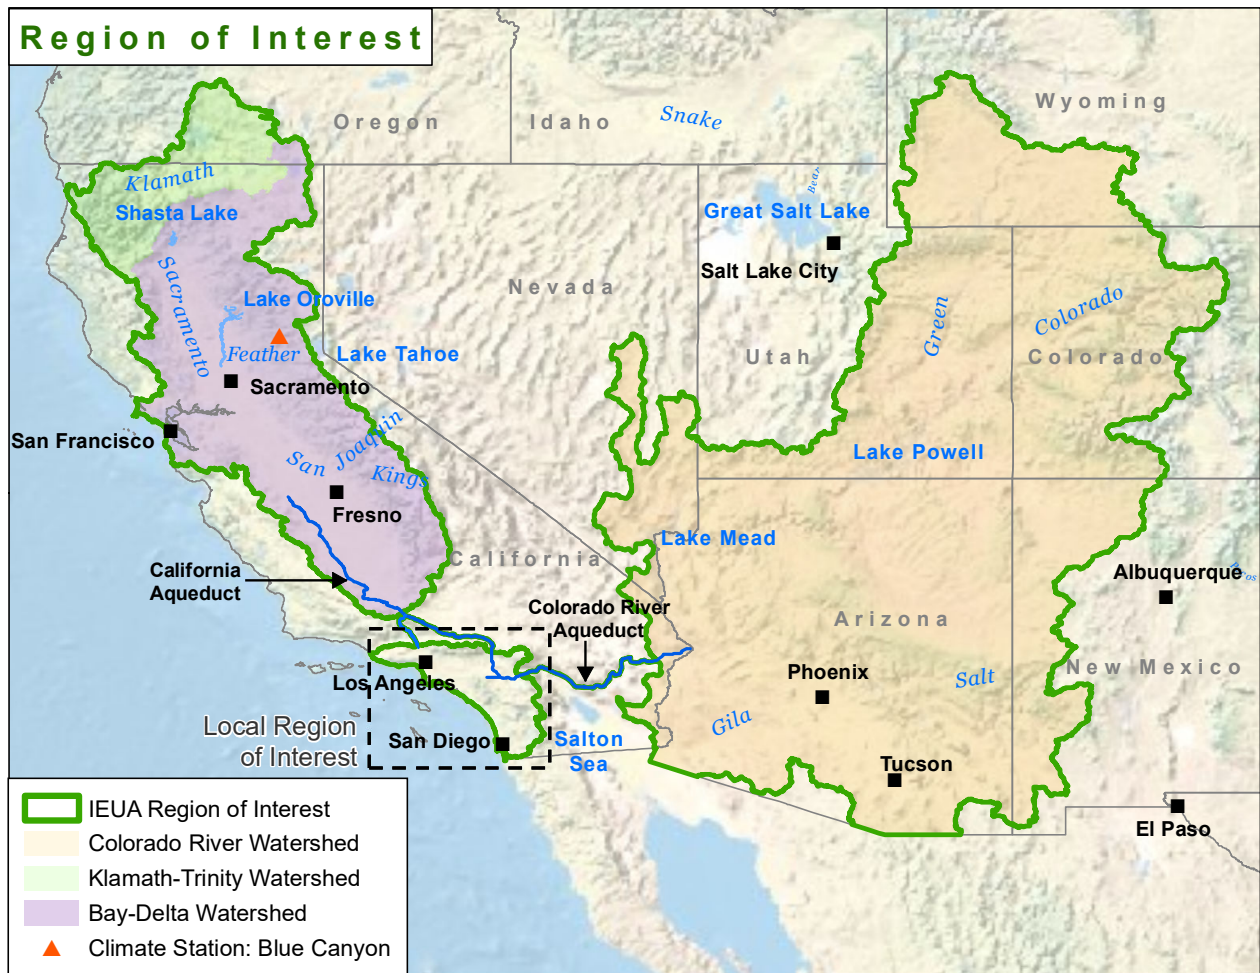 Region of Interest
Oregon
Idaho
Snake
Wyoming
Klamath
Bear
Shasta Lake
Great Salt Lake
Salt Lake City
Sacramento
Nevada
Lake Oroville
Green
Colorado
Feather
Lake Tahoe
Utah
Colorado
Sacramento
San Francisco
San Joaquin
Kings
Lake Powell
Fresno
Lake Mead
California
California
Aqueduct
Albuquerque
Colorado River
Aqueduct
Arizona
New Mexico
Los Angeles
Phoenix
Salt
Gila
Local Region
of Interest
San Diego
Salton
Sea
Tucson
El Paso
IEUA Region of Interest
Colorado River Watershed
Klamath-Trinity Watershed
Bay-Delta Watershed
Climate Station: Blue Canyon